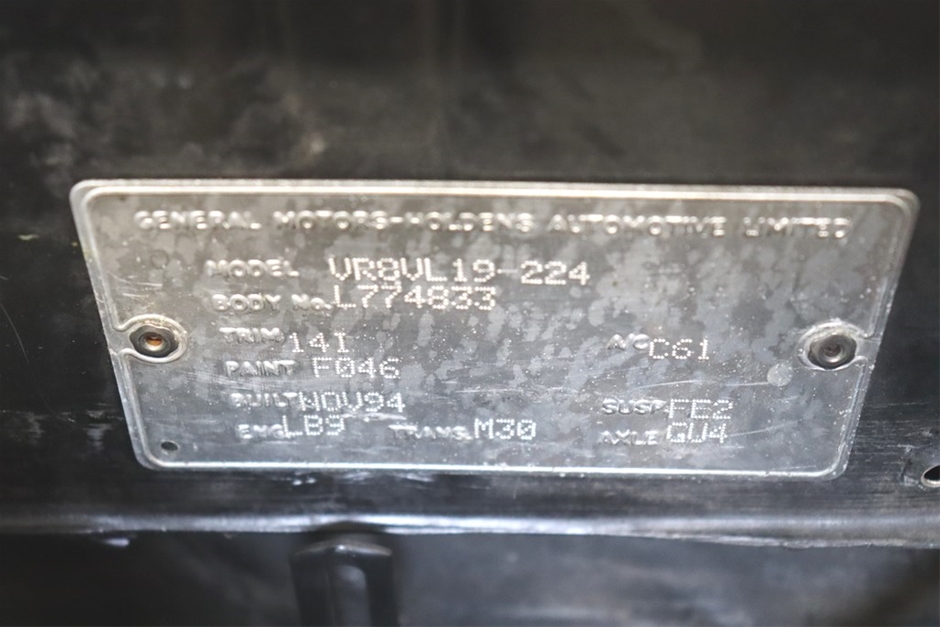 GENERAL MOTORS-HOLDENS AUTOMOTIVE LIMITED
MODEL VR8VL19-224
BODY No. L774833
TRIM 14I A/C C61
PAINT F046
BUILT NOV94 SUSP FE2
ENG LB9 TRANS. M30 AXLE GU4